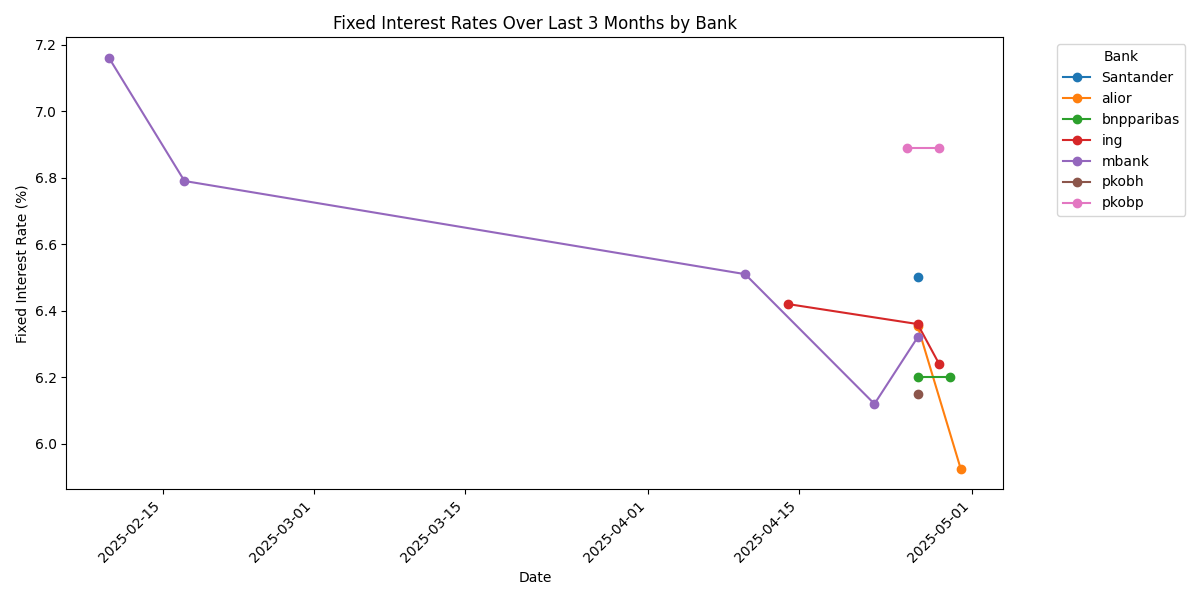 Fixed Interest Rates Over Last 3 Months by Bank
Fixed Interest Rate (%)
7.2
7.0
6.8
6.6
6.4
6.2
6.0
2025-02-15
2025-03-01
2025-03-15
2025-04-01
2025-04-15
2025-05-01
Date
Bank
Santander
alior
bnpparibas
ing
mbank
pkobh
pkobp